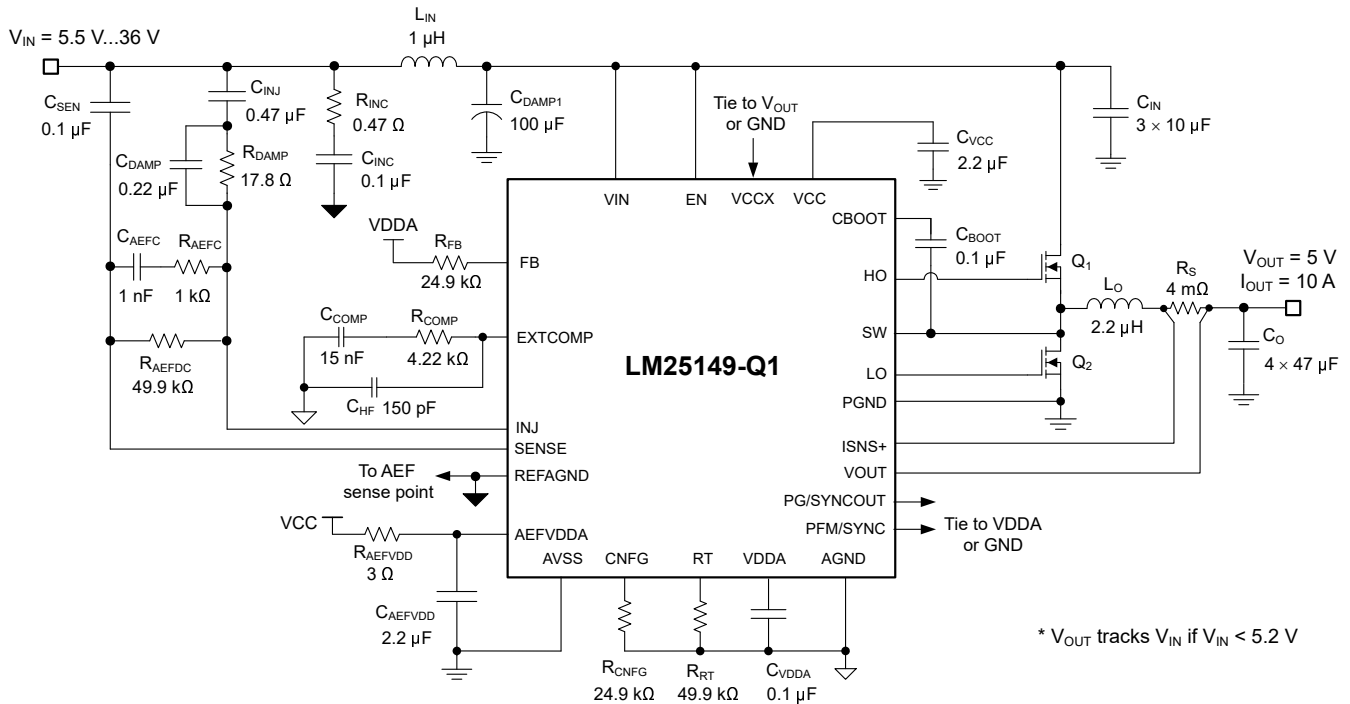 V_IN = 5.5 V...36 V
L_IN
1 µH
C_SEN
0.1 µF
C_INJ
0.47 µF
R_INC
0.47 Ω
C_DAMP1
100 µF
Tie to V_OUT
or GND
C_IN
3 × 10 µF
C_VCC
2.2 µF
C_DAMP
0.22 µF
R_DAMP
17.8 Ω
C_INC
0.1 µF
VIN
EN
VCCX
VCC
CBOOT
VDDA
R_FB
24.9 kΩ
FB
C_BOOT
0.1 µF
HO
Q1
V_OUT = 5 V
I_OUT = 10 A
C_AEFC
1 nF
R_AEFC
1 kΩ
L_O
2.2 µH
R_S
4 mΩ
C_COMP
15 nF
R_COMP
4.22 kΩ
EXTCOMP
SW
LM25149-Q1
R_AEFDC
49.9 kΩ
C_HF
150 pF
LO
Q2
C_O
4 × 47 µF
PGND
INJ
SENSE
ISNS+
To AEF
sense point
REFAGND
VOUT
PG/SYNCOUT
VCC
R_AEFVDD
3 Ω
AEFVDDA
PFM/SYNC
Tie to VDDA
or GND
AVSS
CNFG
RT
VDDA
AGND
C_AEFVDD
2.2 µF
R_CNFG
24.9 kΩ
R_RT
49.9 kΩ
C_VDDA
0.1 µF
* V_OUT tracks V_IN if V_IN < 5.2 V